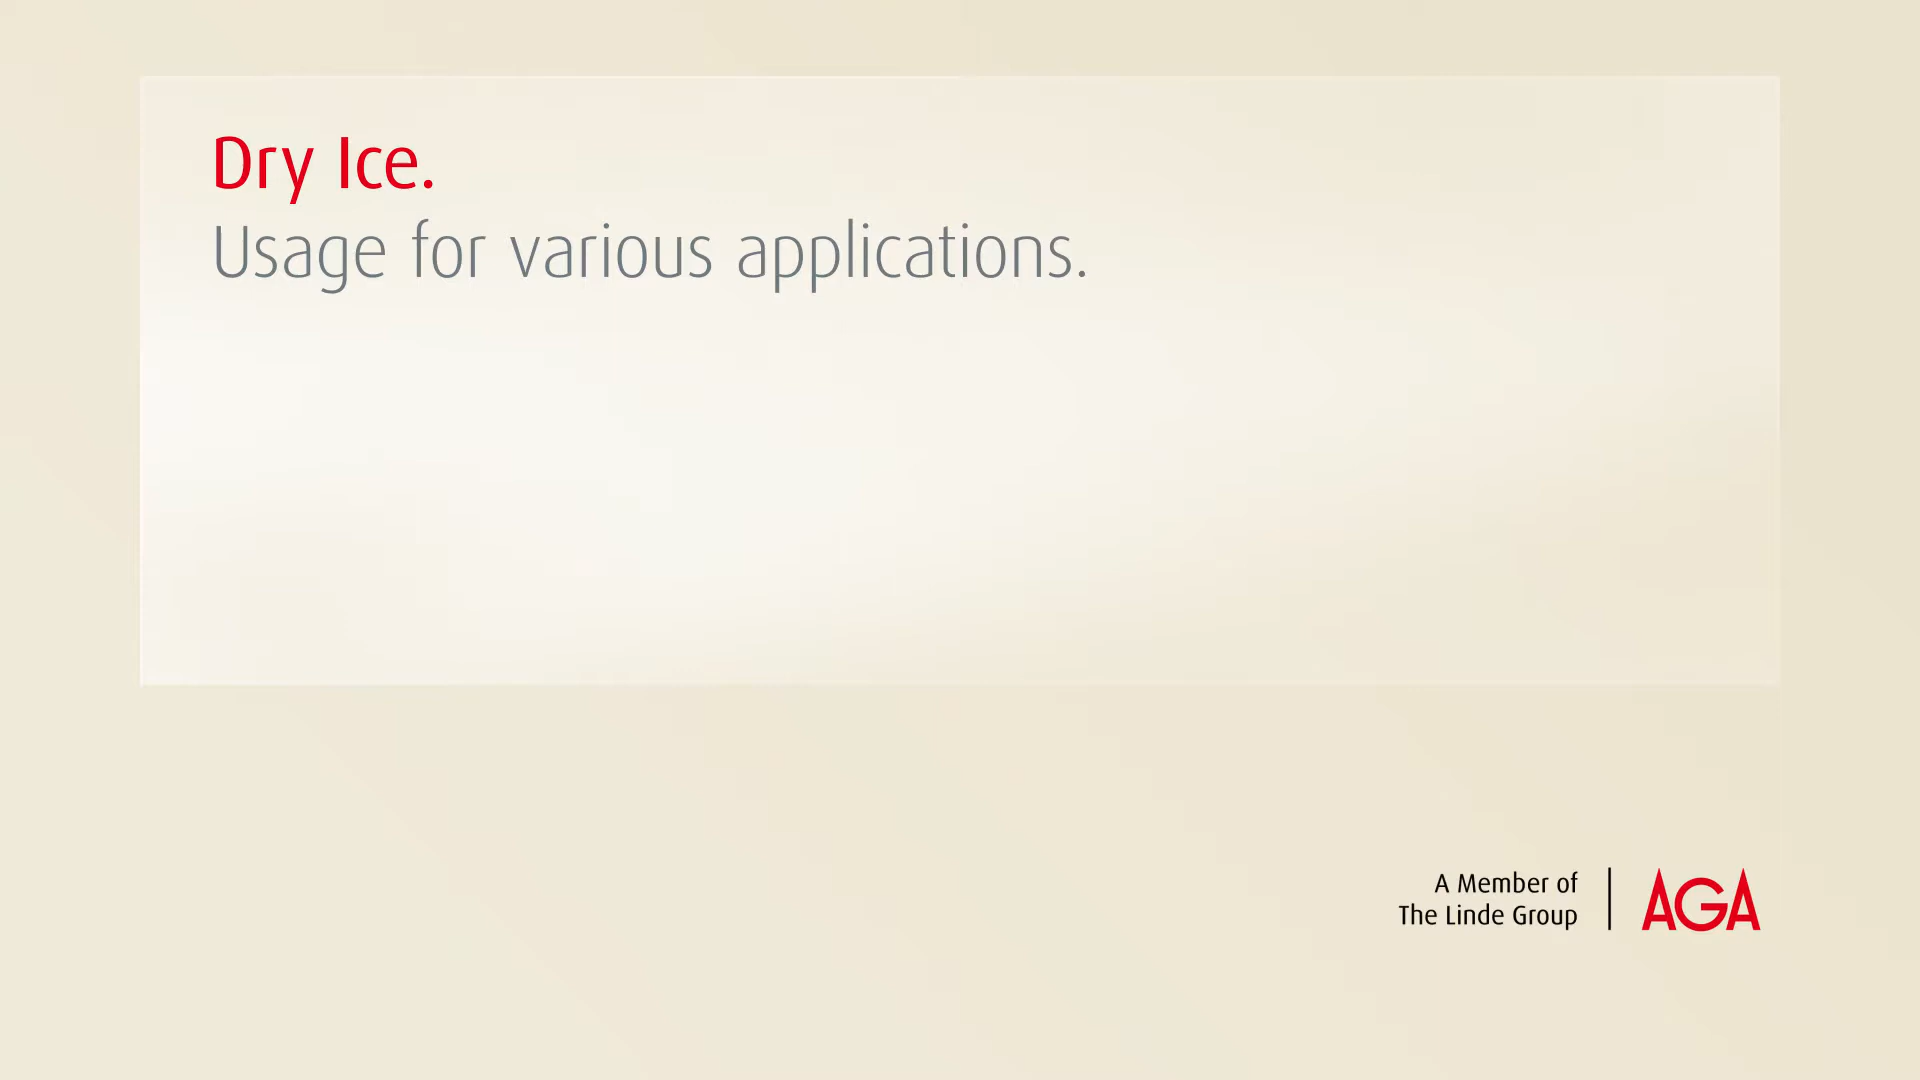 Dry Ice.
Usage for various applications.
A Member of
The Linde Group
AGA